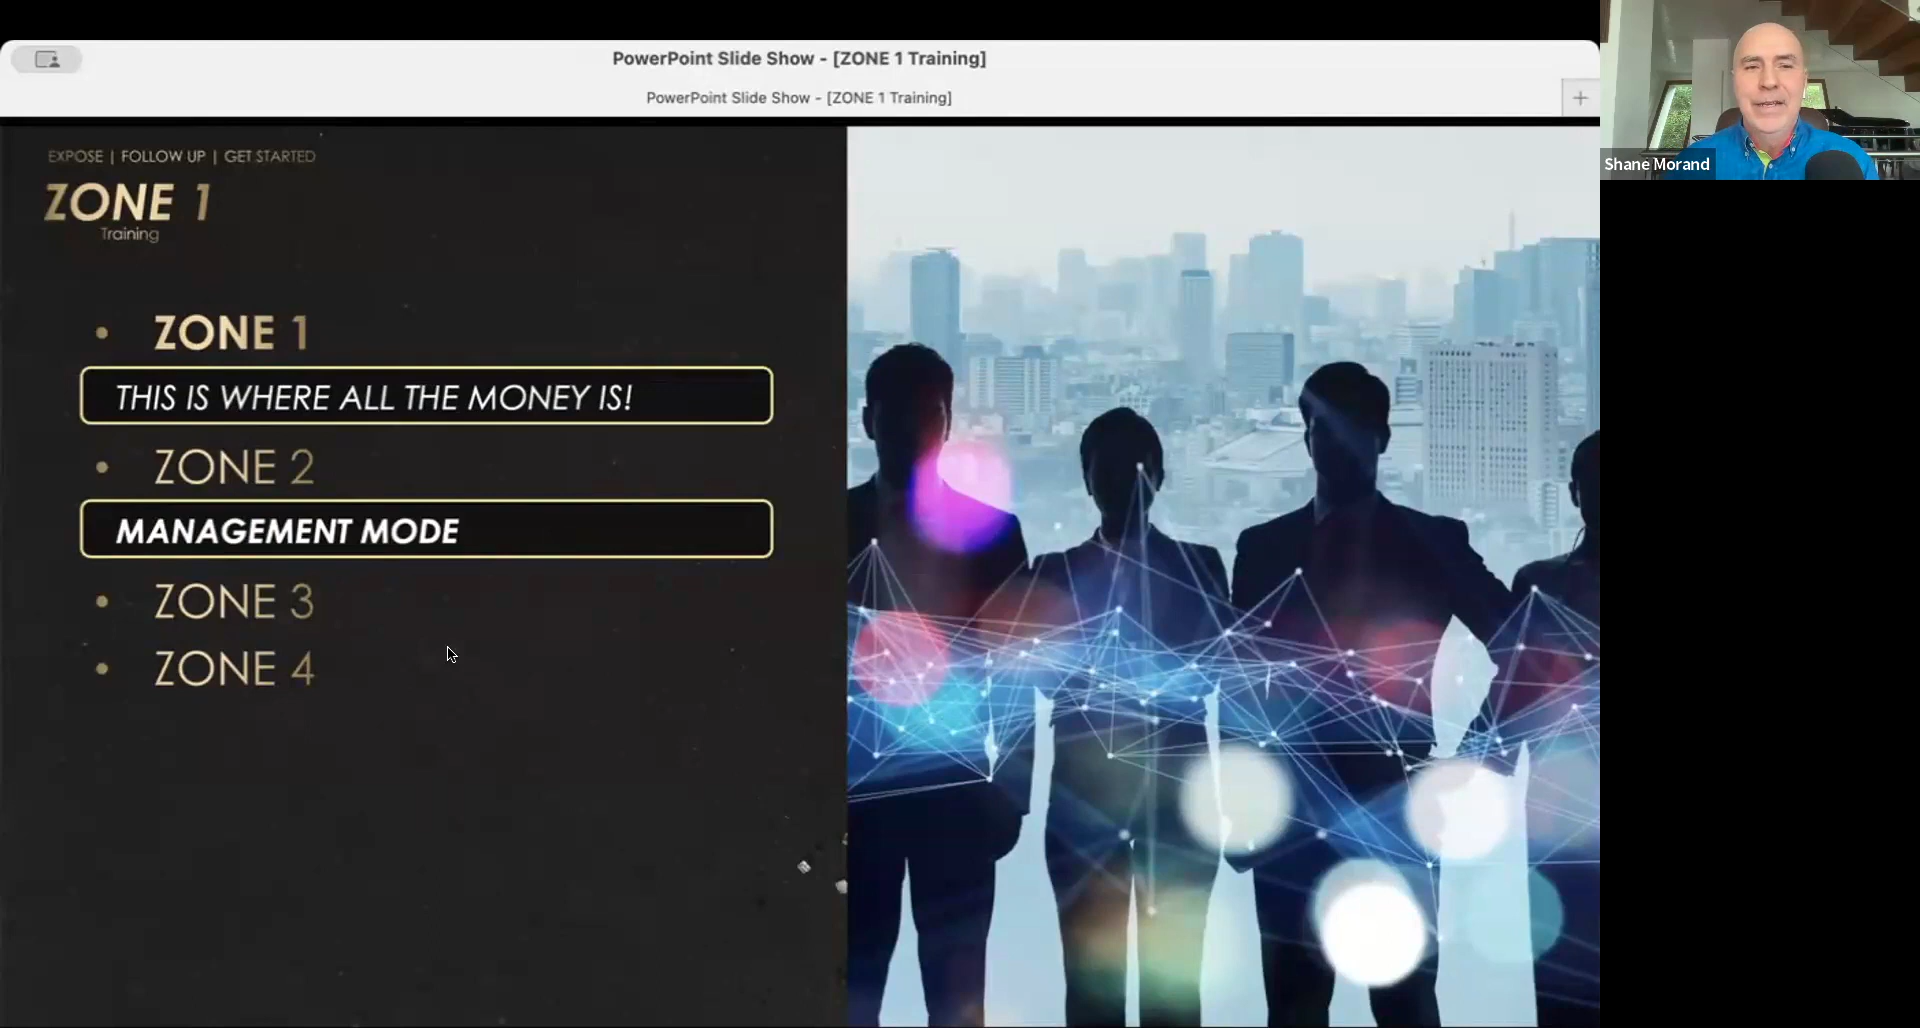 PowerPoint Slide Show - [ZONE 1 Training]
PowerPoint Slide Show - [ZONE 1 Training]
EXPOSE | FOLLOW UP | GET STARTED
ZONE 1
Training
• ZONE 1
THIS IS WHERE ALL THE MONEY IS!
• ZONE 2
MANAGEMENT MODE
• ZONE 3
• ZONE 4
Shane Morand